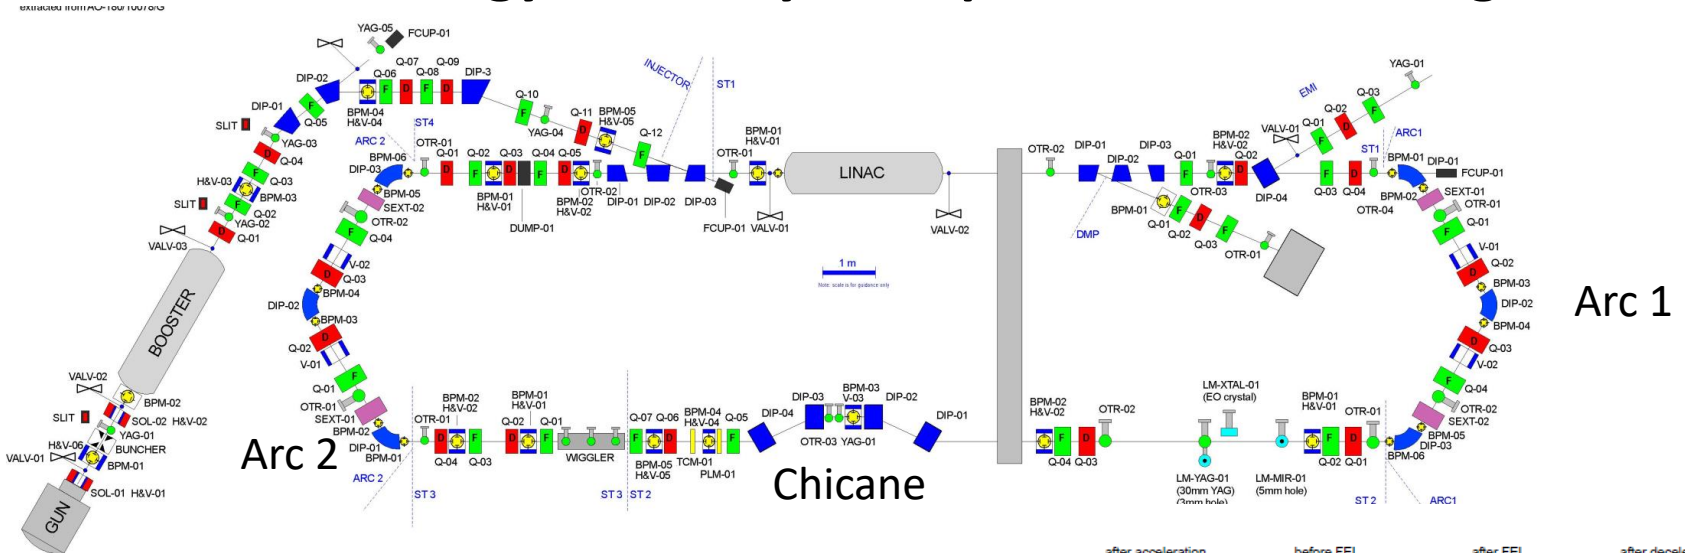 extracted from AO-180/10078/G
YAG-05
FCUP-01
DIP-02
Q-06
Q-07
Q-08
Q-09
DIP-3
INJECTOR
ST1
DIP-01
Q-05
BPM-04
H&V-04
ST4
ARC 2
Q-10
YAG-04
Q-11
BPM-05
H&V-05
Q-12
SLIT
YAG-03
Q-04
Q-03
H&V-03
BPM-03
Q-02
YAG-02
Q-01
SLIT
VALV-03
BOOSTER
VALV-02
BPM-02
SLIT
SOL-02 H&V-02
YAG-01
H&V-06
BUNCHER
VALV-01
BPM-01
SOL-01 H&V-01
GUN
BPM-06
DIP-03
OTR-01
Q-01
Q-02
Q-03
Q-04
Q-05
BPM-01
H&V-01
DUMP-01
OTR-02
BPM-02
H&V-02
DIP-01
DIP-02
DIP-03
FCUP-01
OTR-01
BPM-01
H&V-01
VALV-01
LINAC
VALV-02
1 m
Note: scale is for guidance only
OTR-02
DIP-01
DIP-02
DIP-03
Q-01
OTR-03
BPM-02
H&V-02
Q-02
DIP-04
DMP
BPM-01
Q-01
Q-02
Q-03
OTR-01
EMI
VALV-01
Q-01
Q-02
Q-03
YAG-01
ST1
ARC1
Q-03
Q-04
OTR-04
BPM-01
DIP-01
FCUP-01
BPM-02
SEXT-01
OTR-01
Q-01
V-01
Q-02
BPM-03
DIP-02
BPM-04
Q-03
V-02
Q-04
OTR-02
SEXT-02
BPM-05
DIP-03
BPM-06
Arc 1
ST 2
ARC1
BPM-05
SEXT-02
OTR-02
Q-04
V-02
Q-03
BPM-04
DIP-02
BPM-03
Q-02
V-01
Q-01
OTR-01
SEXT-01
BPM-02
DIP-01
BPM-01
Arc 2
ARC 2
ST 3
OTR-01
BPM-02
H&V-02
Q-04
Q-03
BPM-01
H&V-01
Q-02
Q-01
WIGGLER
ST 3
ST 2
Q-07
Q-06
BPM-05
H&V-05
TCM-01
BPM-04
H&V-04
PLM-01
Q-05
DIP-04
DIP-03
BPM-03
V-03
DIP-02
OTR-03 YAG-01
DIP-01
Chicane
BPM-02
H&V-02
OTR-02
Q-04
Q-03
LM-XTAL-01
(EO crystal)
LM-YAG-01
(30mm YAG)
(3mm hole)
LM-MIR-01
(5mm hole)
BPM-01
H&V-01
OTR-01
Q-02
Q-01
after acceleration
before FEL
after FEL